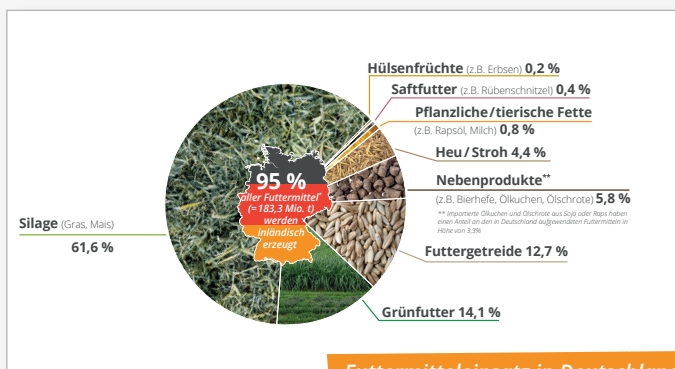 Hülsenfrüchte (z.B. Erbsen) 0,2 %
Saftfutter (z.B. Rübenschnitzel) 0,4 %
Pflanzliche/tierische Fette
(z.B. Rapsöl, Milch) 0,8 %
Heu / Stroh 4,4 %
Nebenprodukte**
(z.B. Bierhefe, Ölkuchen, Ölschrote) 5,8 %
** Importierte Ölkuchen und Ölschrote aus Soja oder Raps haben
einen Anteil an den in Deutschland aufgewendeten Futtermitteln in
Höhe von 3,3%
Futtergetreide 12,7 %
Grünfutter 14,1 %
Silage (Gras, Mais)
61,6 %
95 %
aller Futtermittel*
(= 183,3 Mio. t)
werden
inländisch
erzeugt
Futtermitteleinsatz in